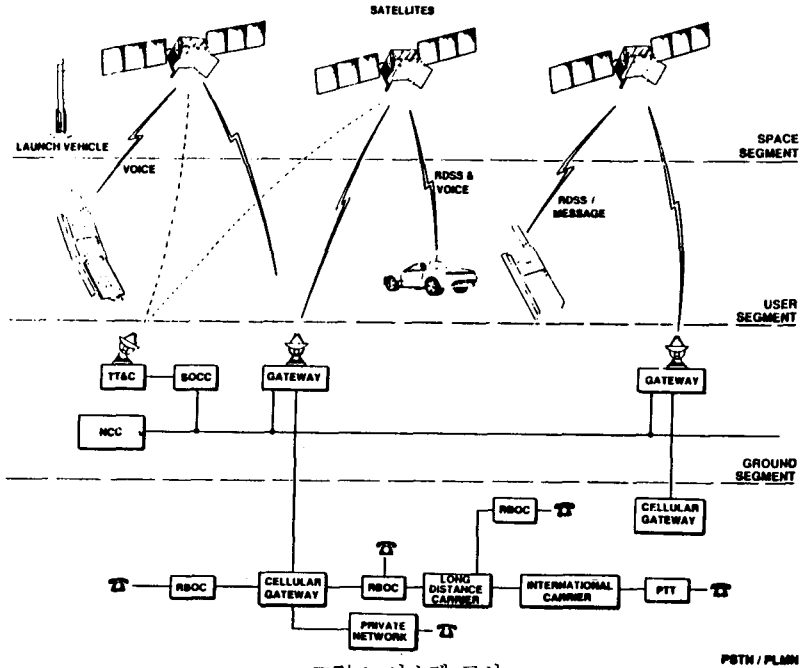 SATELLITES
LAUNCH VEHICLE
SPACE
SEGMENT
VOICE
RDSS &
VOICE
RDSS /
MESSAGE
USER
SEGMENT
TT&C
SOCC
GATEWAY
GATEWAY
NCC
GROUND
SEGMENT
RBOC
CELLULAR
GATEWAY
RBOC
CELLULAR
GATEWAY
RBOC
LONG
DISTANCE
CARRIER
INTERNATIONAL
CARRIER
PTT
PRIVATE
NETWORK
PSTN / PLMN